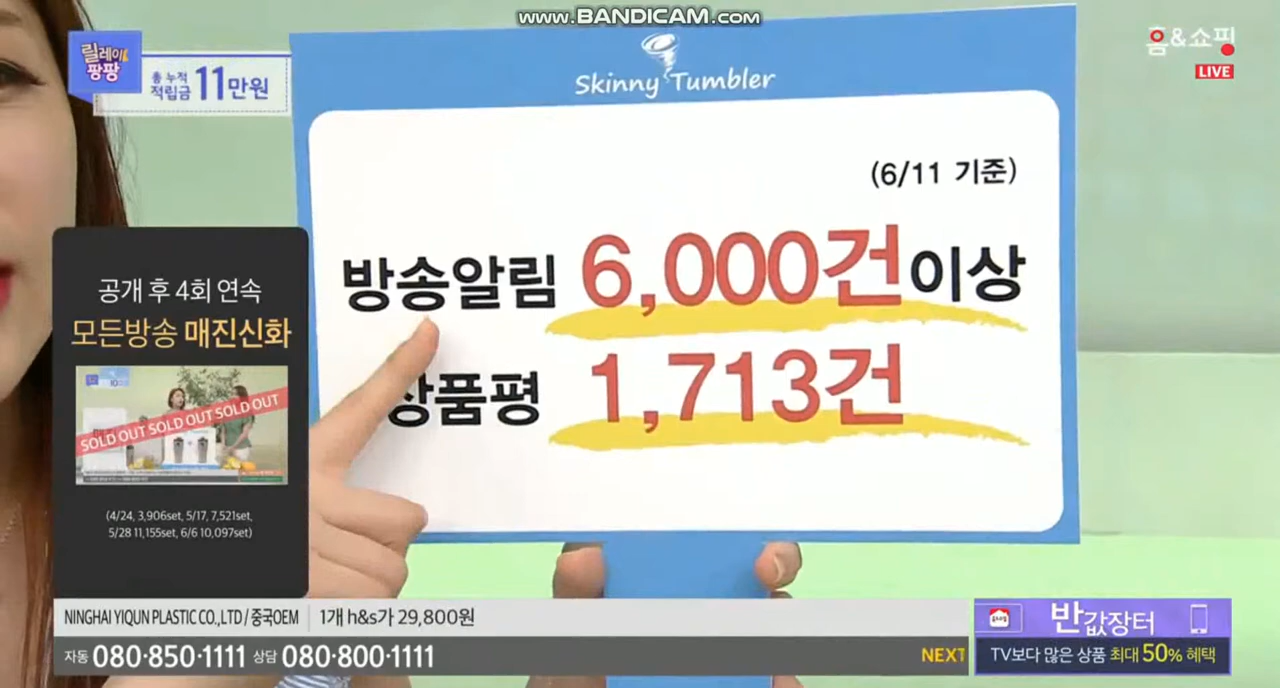 www.BANDICAM.com
릴레이
팡팡
총 누적
적립금 11만원
Skinny Tumbler
홈&쇼핑
LIVE
(6/11 기준)
방송알림 6,000건이상
상품평 1,713건
공개 후 4회 연속
모든방송 매진신화
SOLD OUT SOLD OUT SOLD OUT
(4/24, 3,906set, 5/17, 7,521set,
5/28 11,155set, 6/6 10,097set)
NINGHAI YIQUN PLASTIC CO.,LTD / 중국OEM 1개 h&s가 29,800원
자동 080·850·1111 상담 080·800·1111
NEXT
반값장터
TV보다 많은 상품 최대 50% 혜택